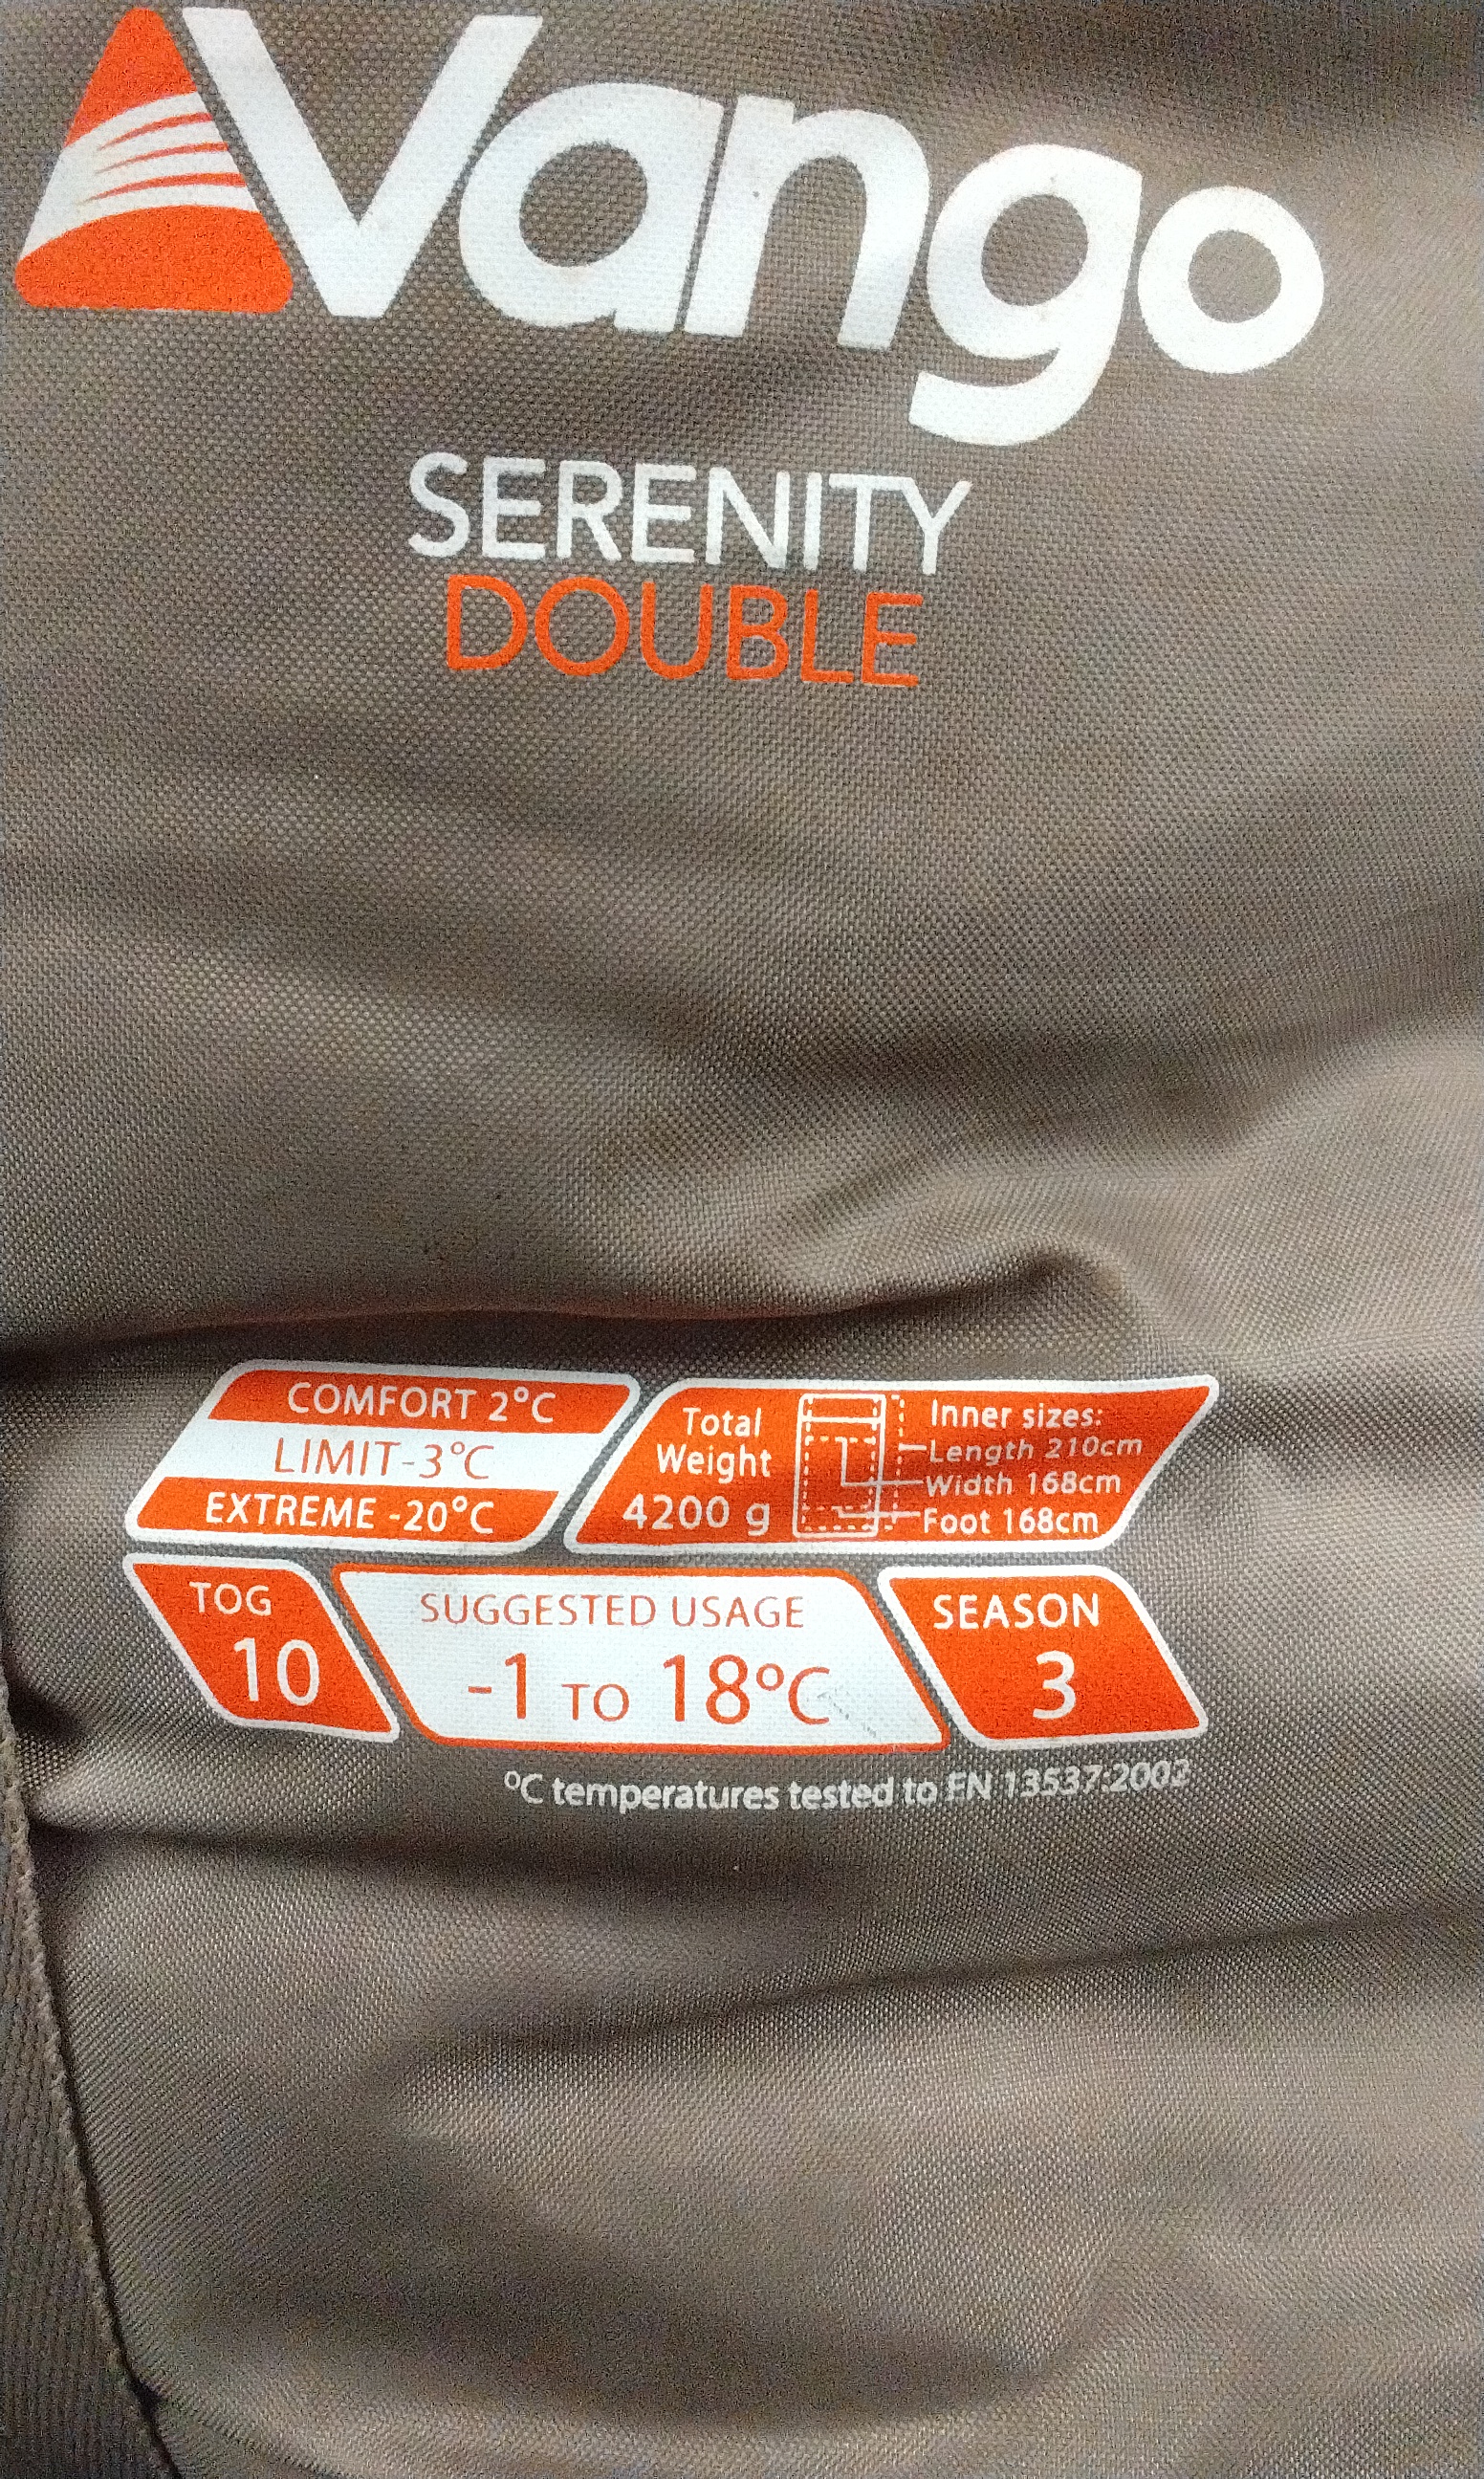 Vango
SERENITY
DOUBLE
COMFORT 2°C
LIMIT-3°C
EXTREME -20°C
Total
Weight
4200 g
Inner sizes:
Length 210cm
Width 168cm
Foot 168cm
TOG
10
SUGGESTED USAGE
-1 TO 18°C
SEASON
3
°C temperatures tested to EN 13537:2002